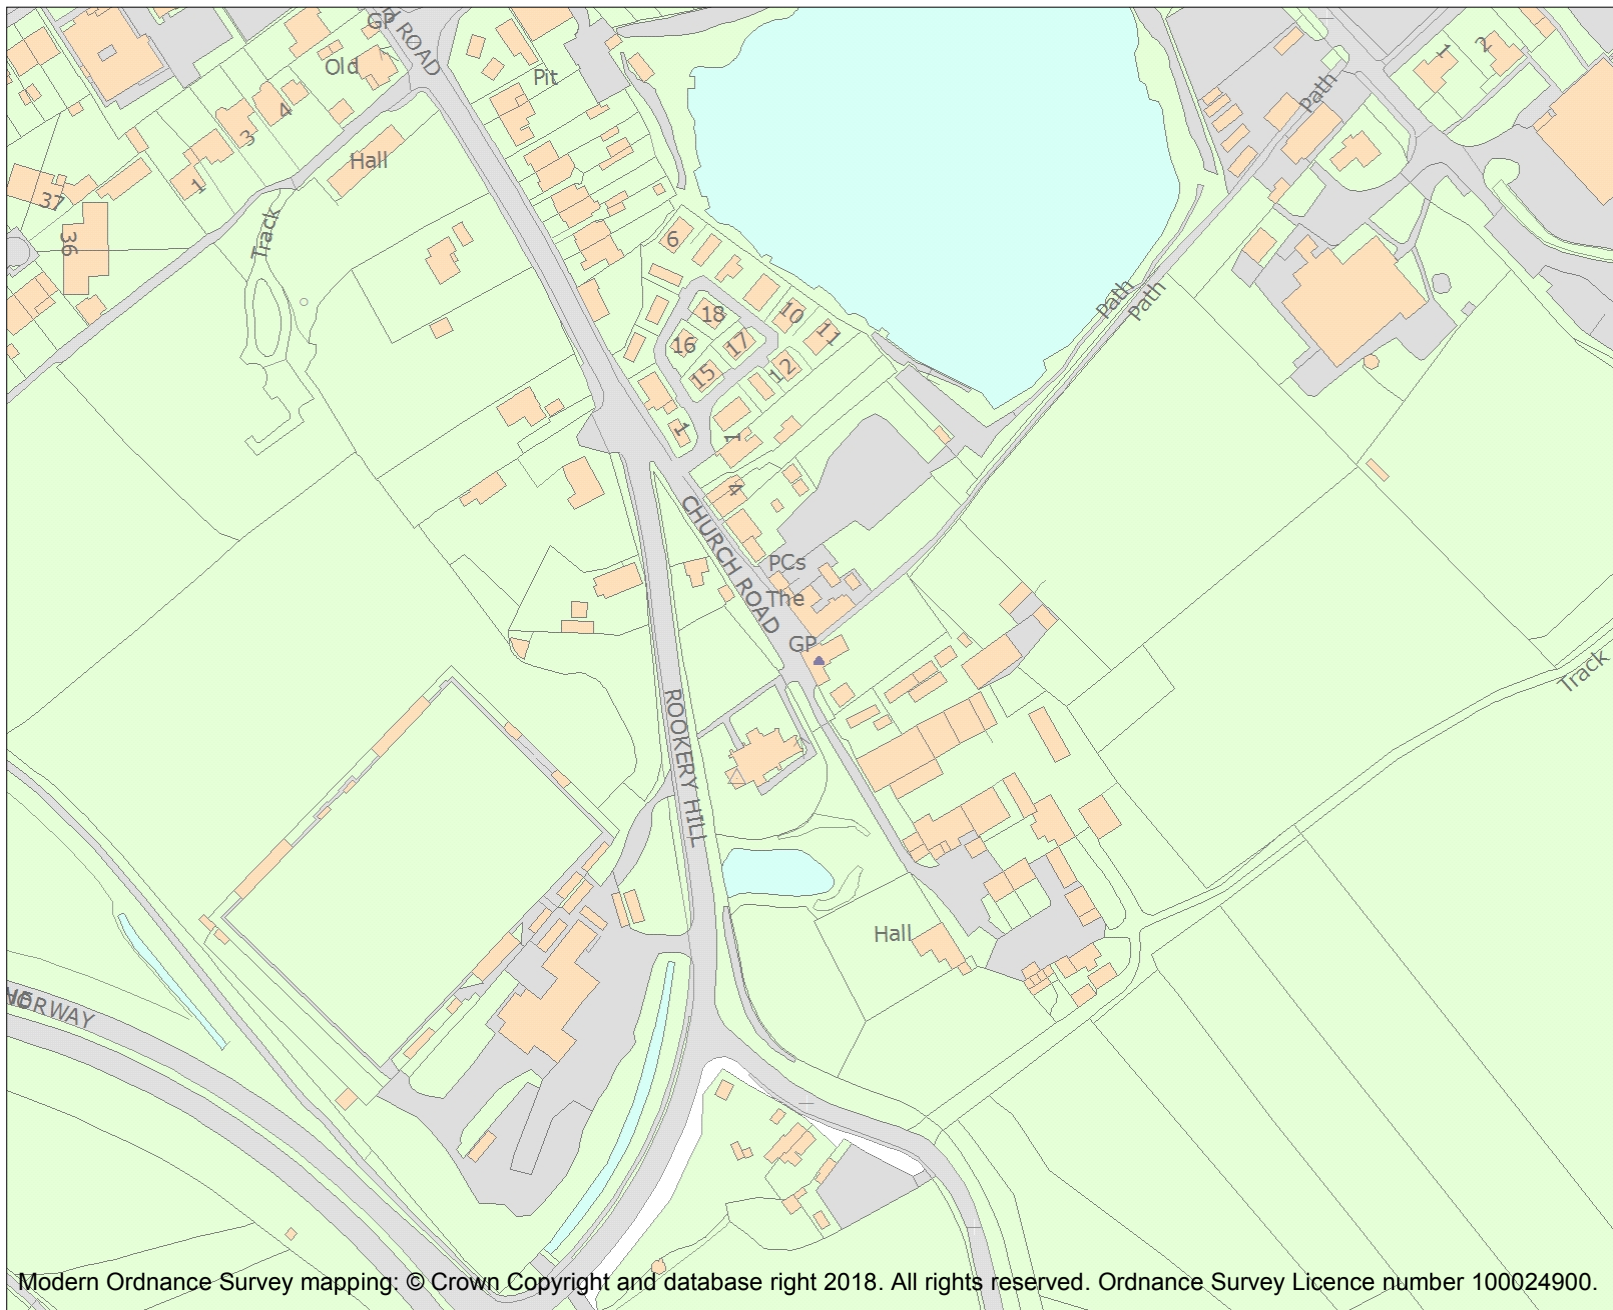 GP
ROAD
Old
Pit
1
2
Path
4
3
Hall
1
37
36
Track
6
Path
Path
18
10
11
16
17
12
15
1
1
4
CHURCH ROAD
PCs
The
GP
Track
ROOKERY HILL
Hall
Modern Ordnance Survey mapping: © Crown Copyright and database right 2018. All rights reserved. Ordnance Survey Licence number 100024900.